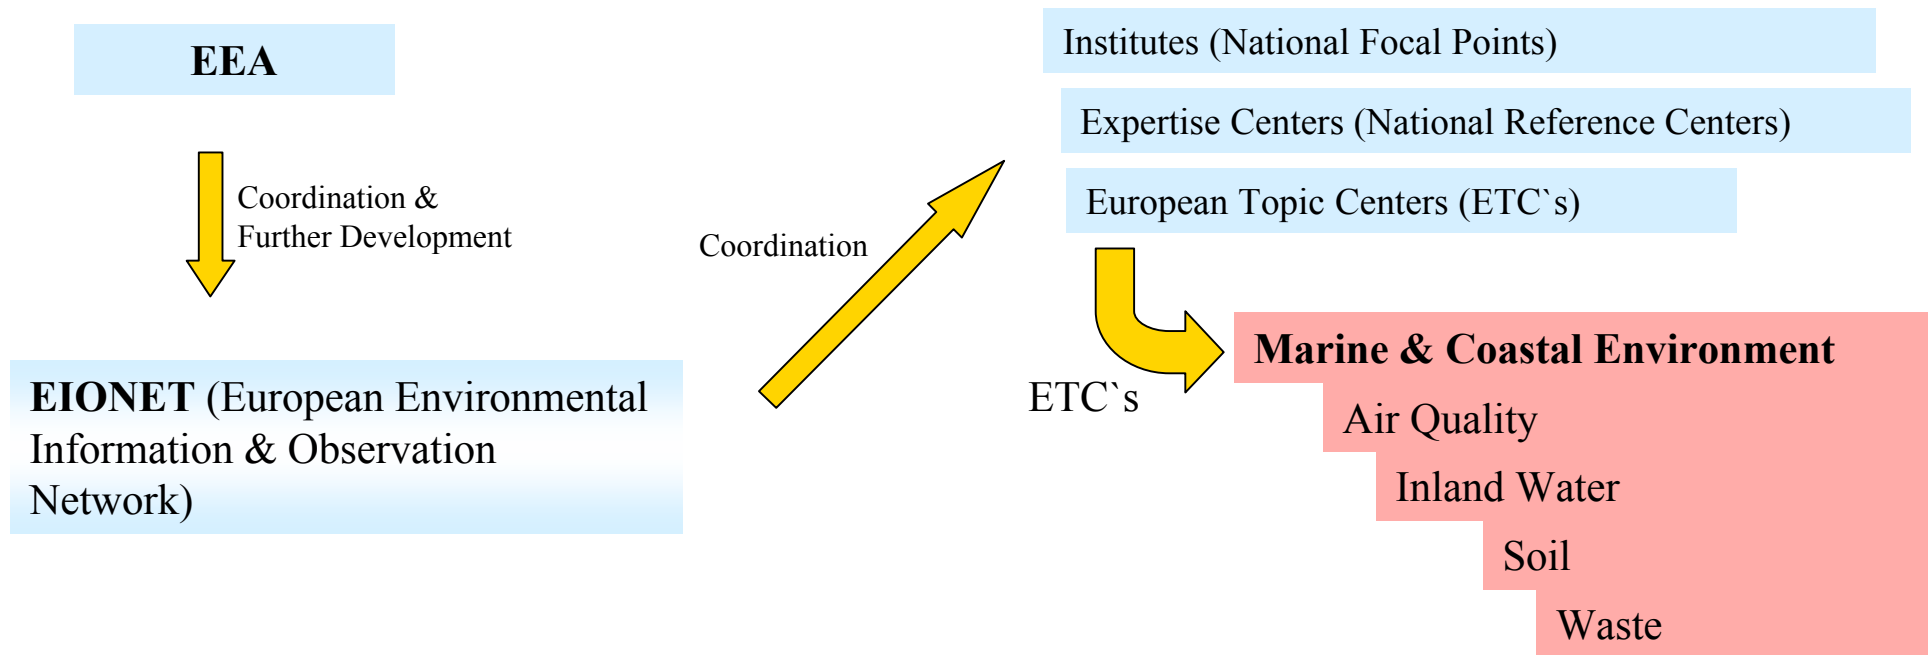 EEA
Coordination &
Further Development
EIONET (European Environmental
Information & Observation
Network)
Coordination
Institutes (National Focal Points)
Expertise Centers (National Reference Centers)
European Topic Centers (ETC`s)
ETC`s
Marine & Coastal Environment
Air Quality
Inland Water
Soil
Waste